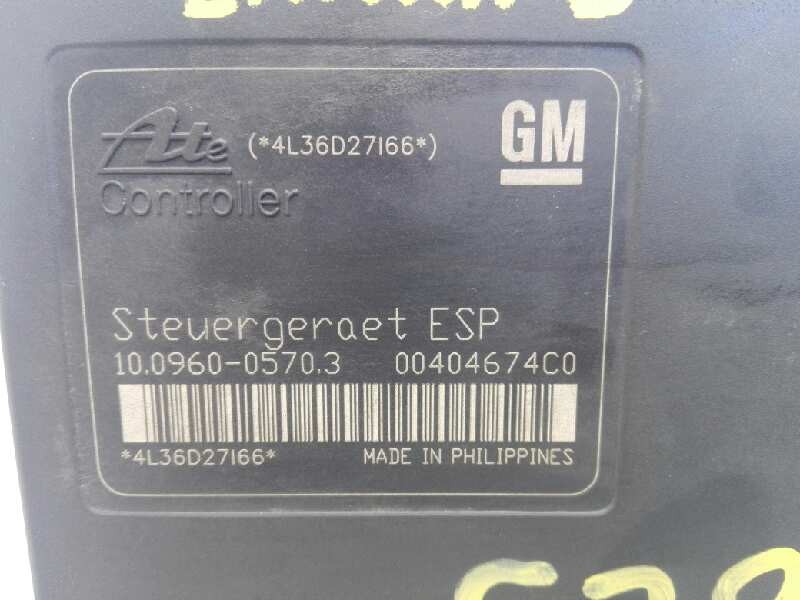 Ate (*4L36D27166*) GM
Controller
Steuergeraet ESP
10.0960-0570.3 00404674C0
*4L36D27166* MADE IN PHILIPPINES